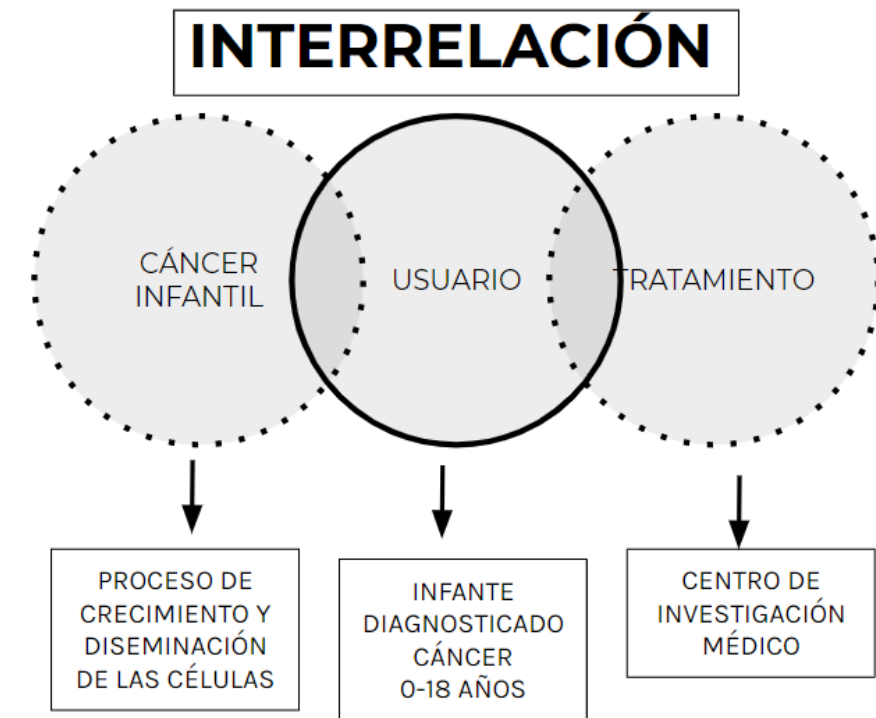 INTERRELACIÓN
CÁNCER
INFANTIL
USUARIO
TRATAMIENTO
PROCESO DE
CRECIMIENTO Y
DISEMINACIÓN
DE LAS CÉLULAS
INFANTE
DIAGNOSTICADO
CÁNCER
0-18 AÑOS
CENTRO DE
INVESTIGACIÓN
MÉDICO